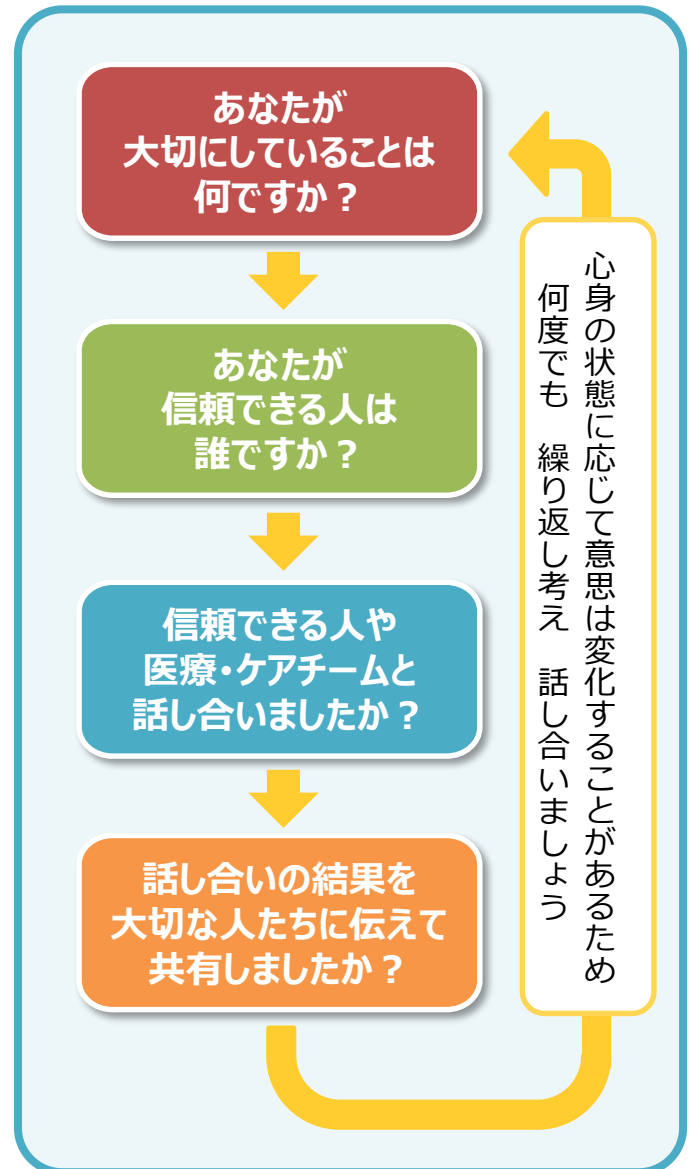 あなたが
大切にしていることは
何ですか？
あなたが
信頼できる人は
誰ですか？
信頼できる人や
医療・ケアチームと
話し合いましたか？
話し合いの結果を
大切な人たちに伝えて
共有しましたか？
心身の状態に応じて意思は変化することがあるため
何度でも　繰り返し考え　話し合いましょう